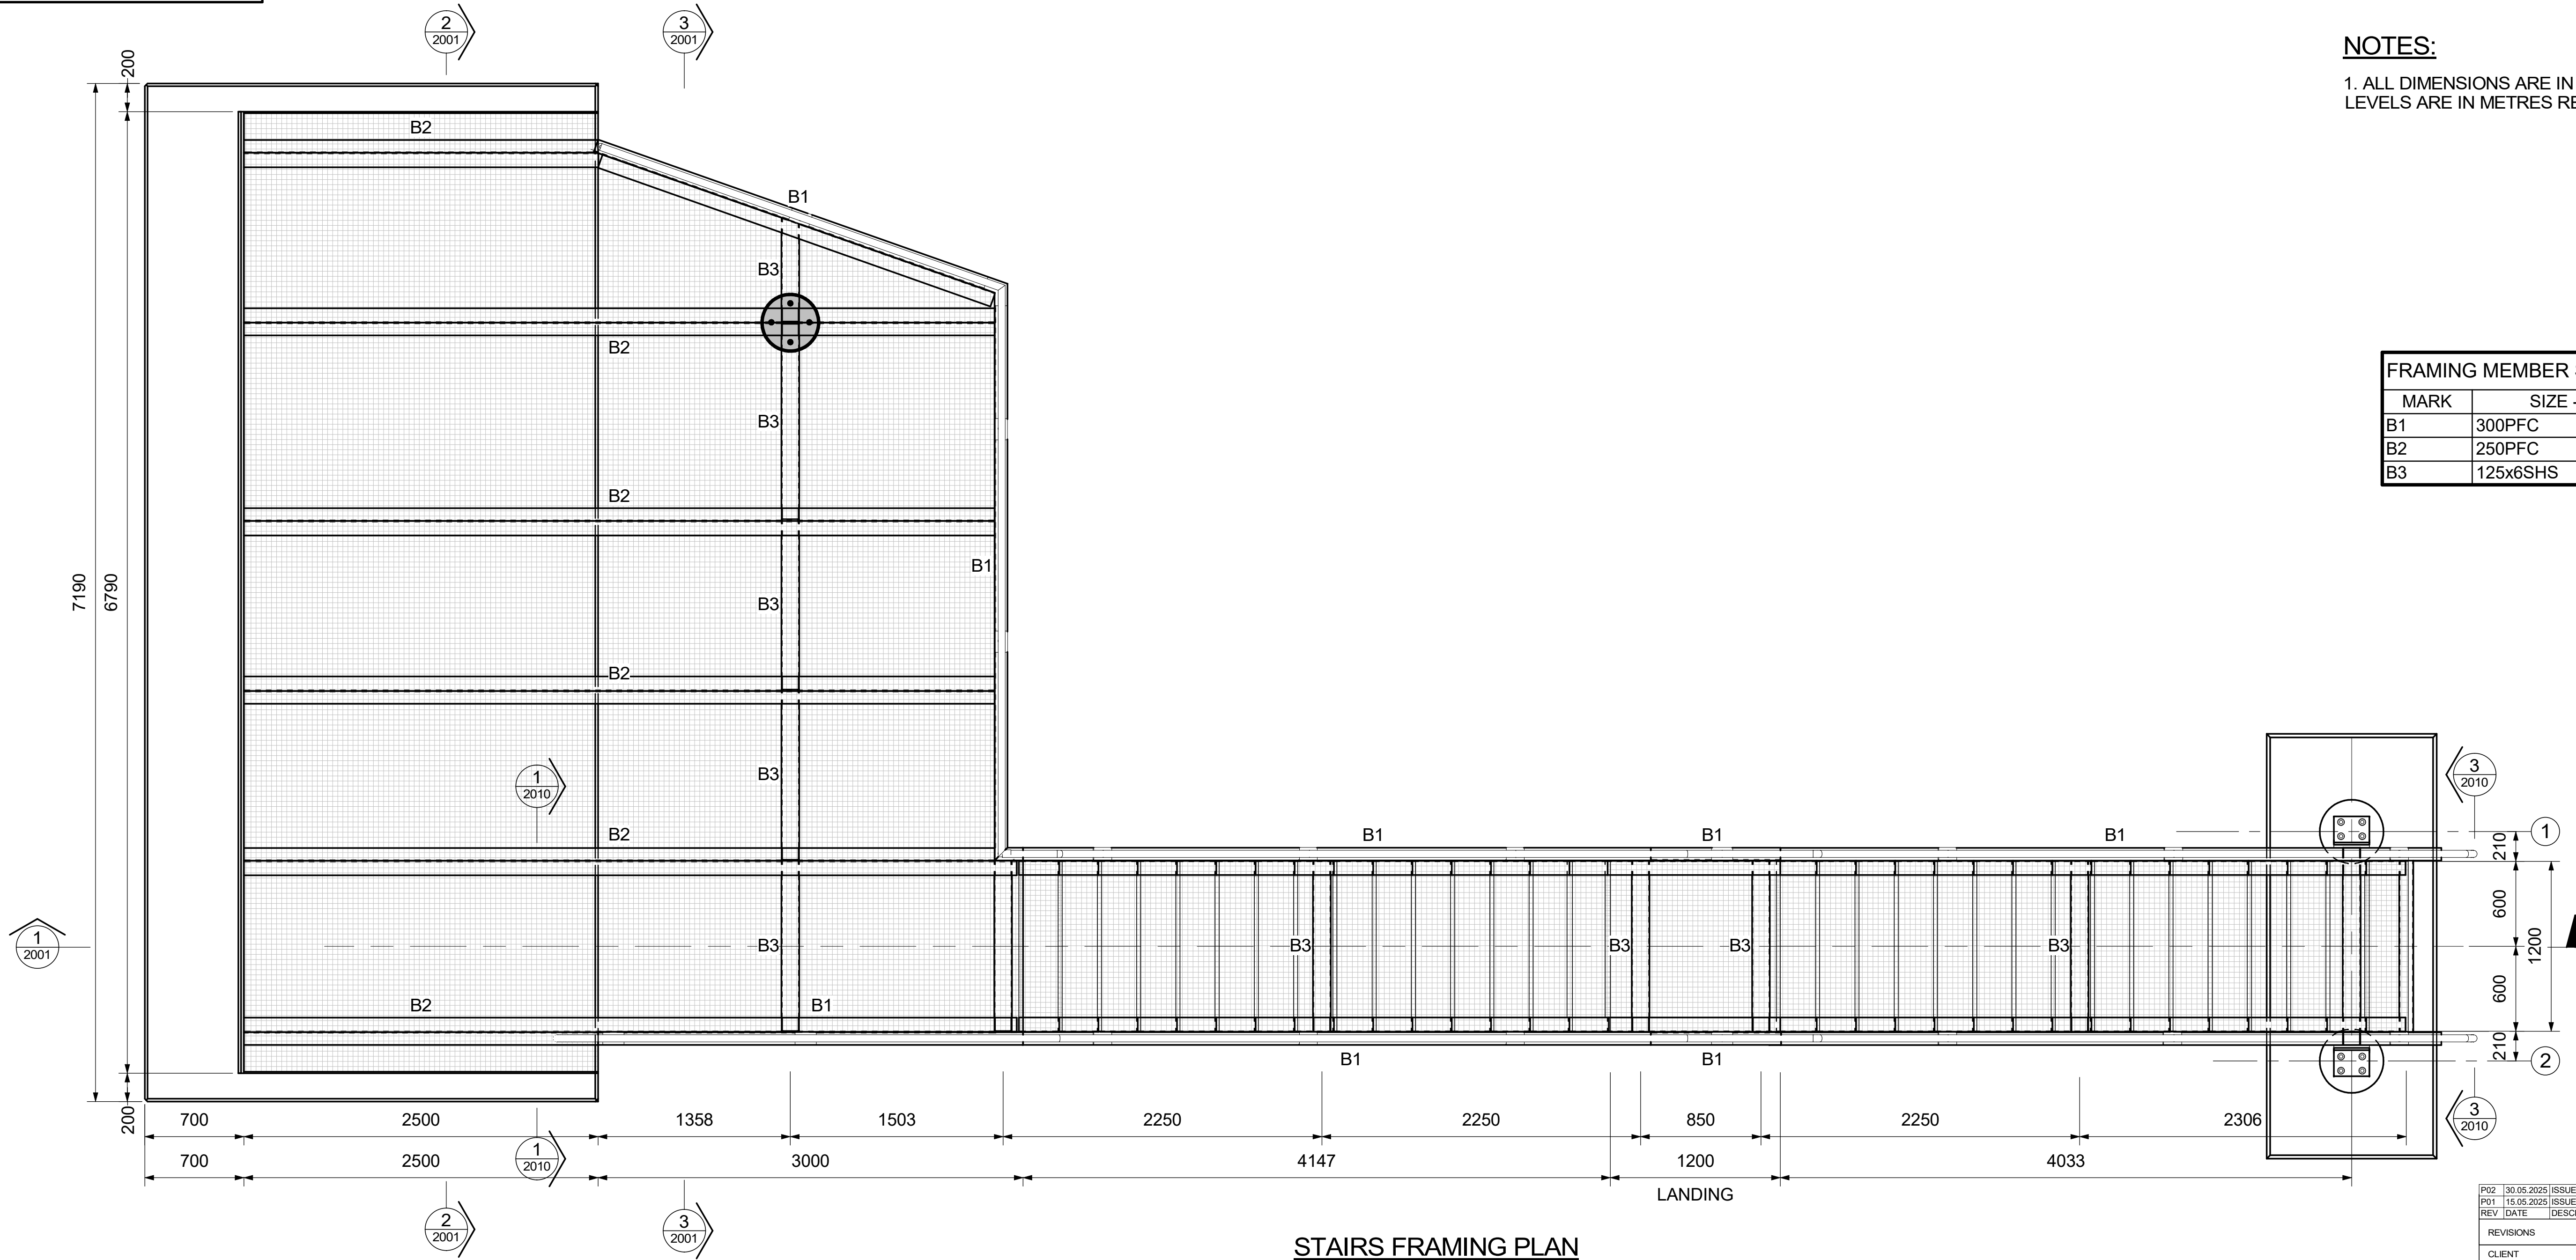 2
2001
3
2001
NOTES:
1. ALL DIMENSIONS ARE IN
LEVELS ARE IN METRES
200
B2
B1
B3
B2
FRAMING MEMBER
MARK SIZE -
B1 300PFC
B2 250PFC
B3 125x6SHS
B3
B2
B1
7190
6790
B3
B2
B3
1
2010
3
2010
B2
B1
B1
B1
1
210
600
1200
600
210
1
2001
B3
B3
B3
B3
B3
B2
B1
B1
B1
2
200
700
2500
1358
1503
2250
2250
850
2250
2306
3
2010
1
2010
700
2500
3000
4147
1200
4033
LANDING
2
2001
3
2001
STAIRS FRAMING PLAN
P02 30.05.2025
P01 15.05.2025
REV DATE
REVISIONS
CLIENT